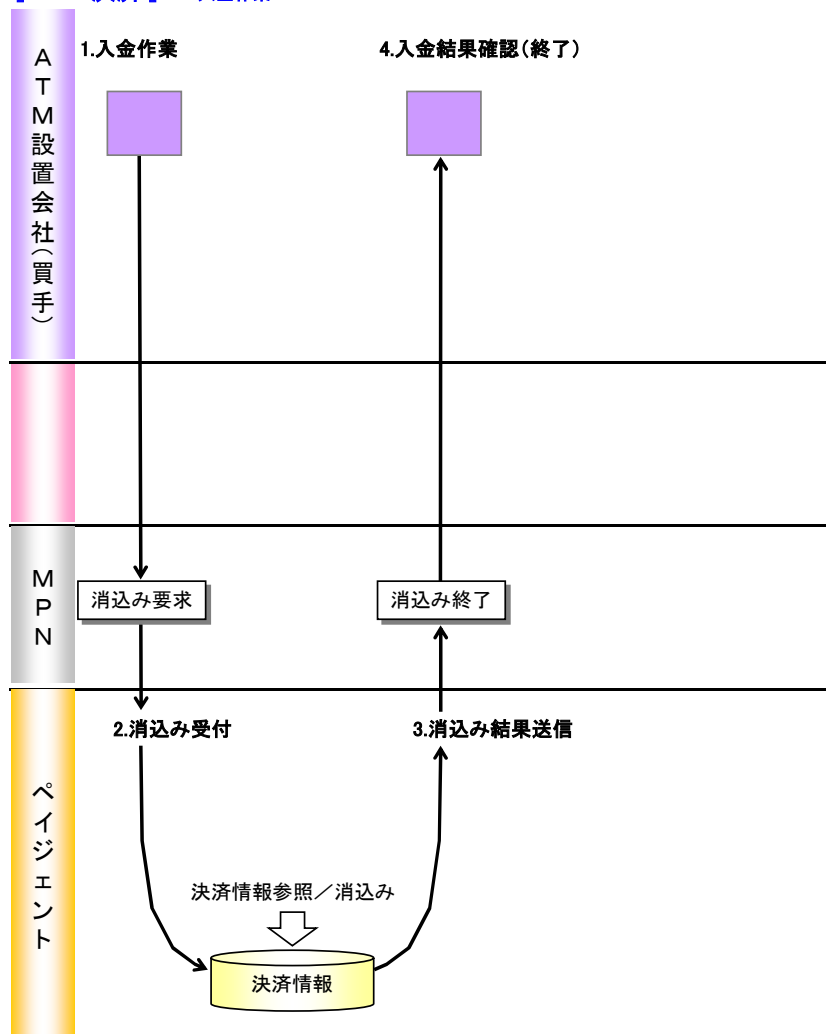 1.入金作業
4.入金結果確認(終了)
ATM設置会社(買手)
MPN
消込み要求
消込み終了
2.消込み受付
3.消込み結果送信
ペイジェント
決済情報参照/消込み
決済情報